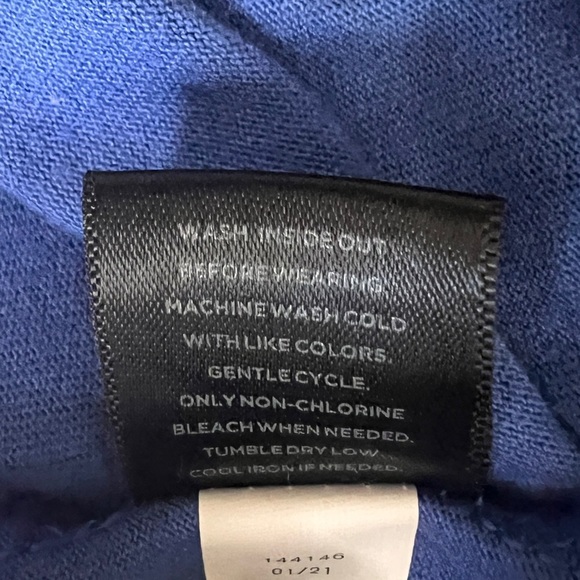 WASH INSIDE OUT
BEFORE WEARING.
MACHINE WASH COLD
WITH LIKE COLORS.
GENTLE CYCLE.
ONLY NON-CHLORINE
BLEACH WHEN NEEDED.
TUMBLE DRY LOW.
COOL IRON IF NEEDED.
144146
01/21